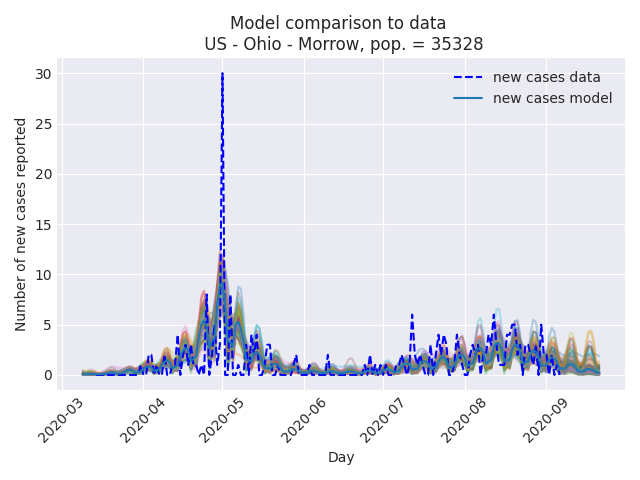 Model comparison to data
US - Ohio - Morrow, pop. = 35328
new cases data
new cases model
Number of new cases reported
30
25
20
15
10
5
0
2020-03
2020-04
2020-05
2020-06
2020-07
2020-08
2020-09
Day